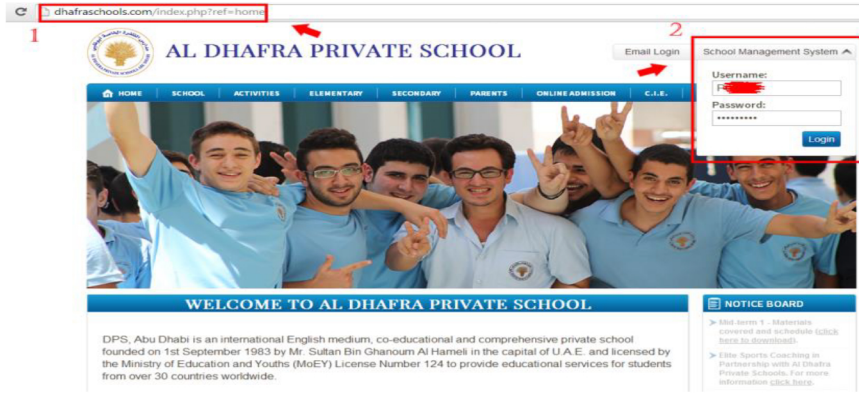 dhafraschools.com/index.php?ref=home
1
2
AL DHAFRA PRIVATE SCHOOL
Email Login
School Management System
Username:
Password:
Login
HOME SCHOOL ACTIVITIES ELEMENTARY SECONDARY PARENTS ONLINE ADMISSION C.I.E.
WELCOME TO AL DHAFRA PRIVATE SCHOOL
DPS, Abu Dhabi is an international English medium, co-educational and comprehensive private school
founded on 1st September 1983 by Mr. Sultan Bin Ghanoum Al Hameli in the capital of U.A.E. and licensed by
the Ministry of Education and Youths (MoEY) License Number 124 to provide educational services for students
from over 30 countries worldwide.
NOTICE BOARD
Mid-term 1 - Materials
covered and schedule (click
here to download).
Elite Sports Coaching in
Partnership with Al Dhafra
Private Schools. For more
information click here.